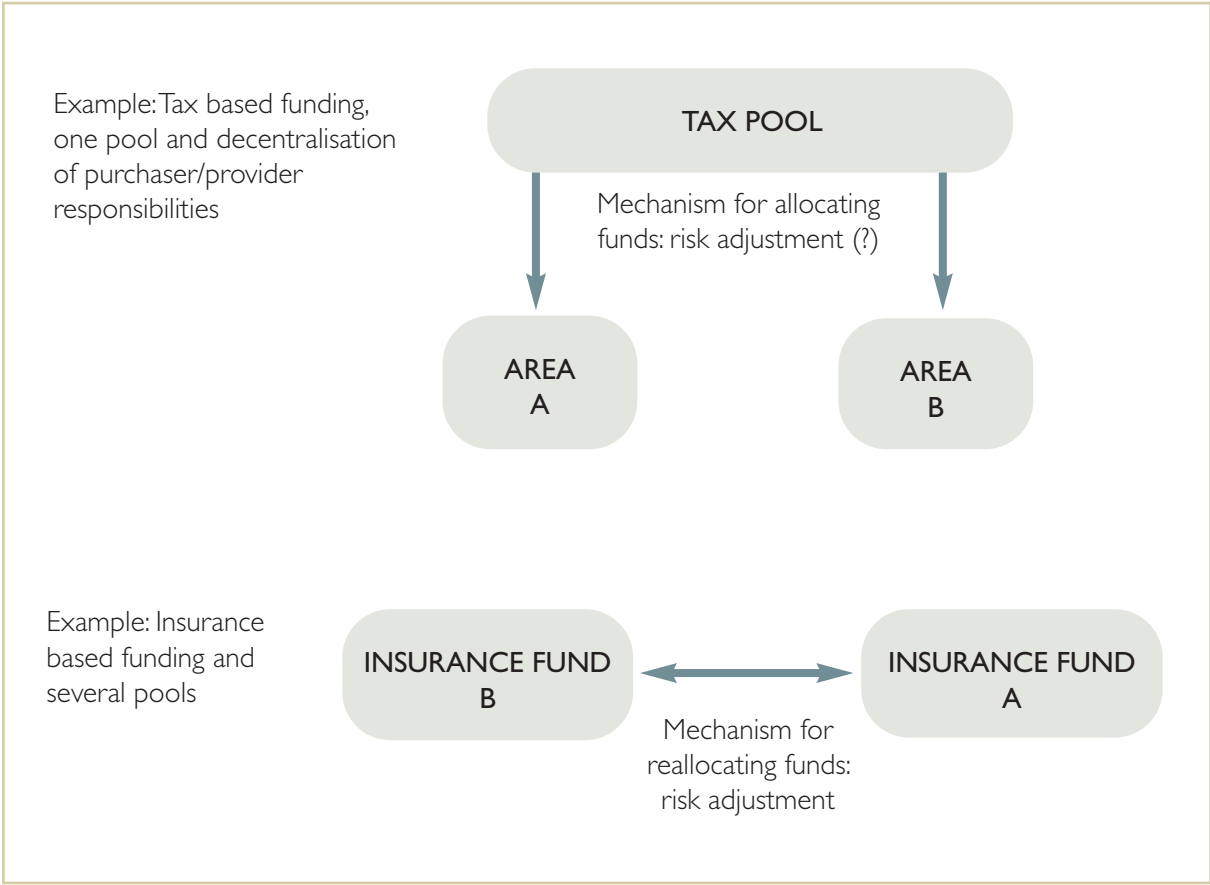 Example: Tax based funding,
one pool and decentralisation
of purchaser/provider
responsibilities
TAX POOL
Mechanism for allocating
funds: risk adjustment (?)
AREA
A
AREA
B
Example: Insurance
based funding and
several pools
INSURANCE FUND
B
INSURANCE FUND
A
Mechanism for
reallocating funds:
risk adjustment